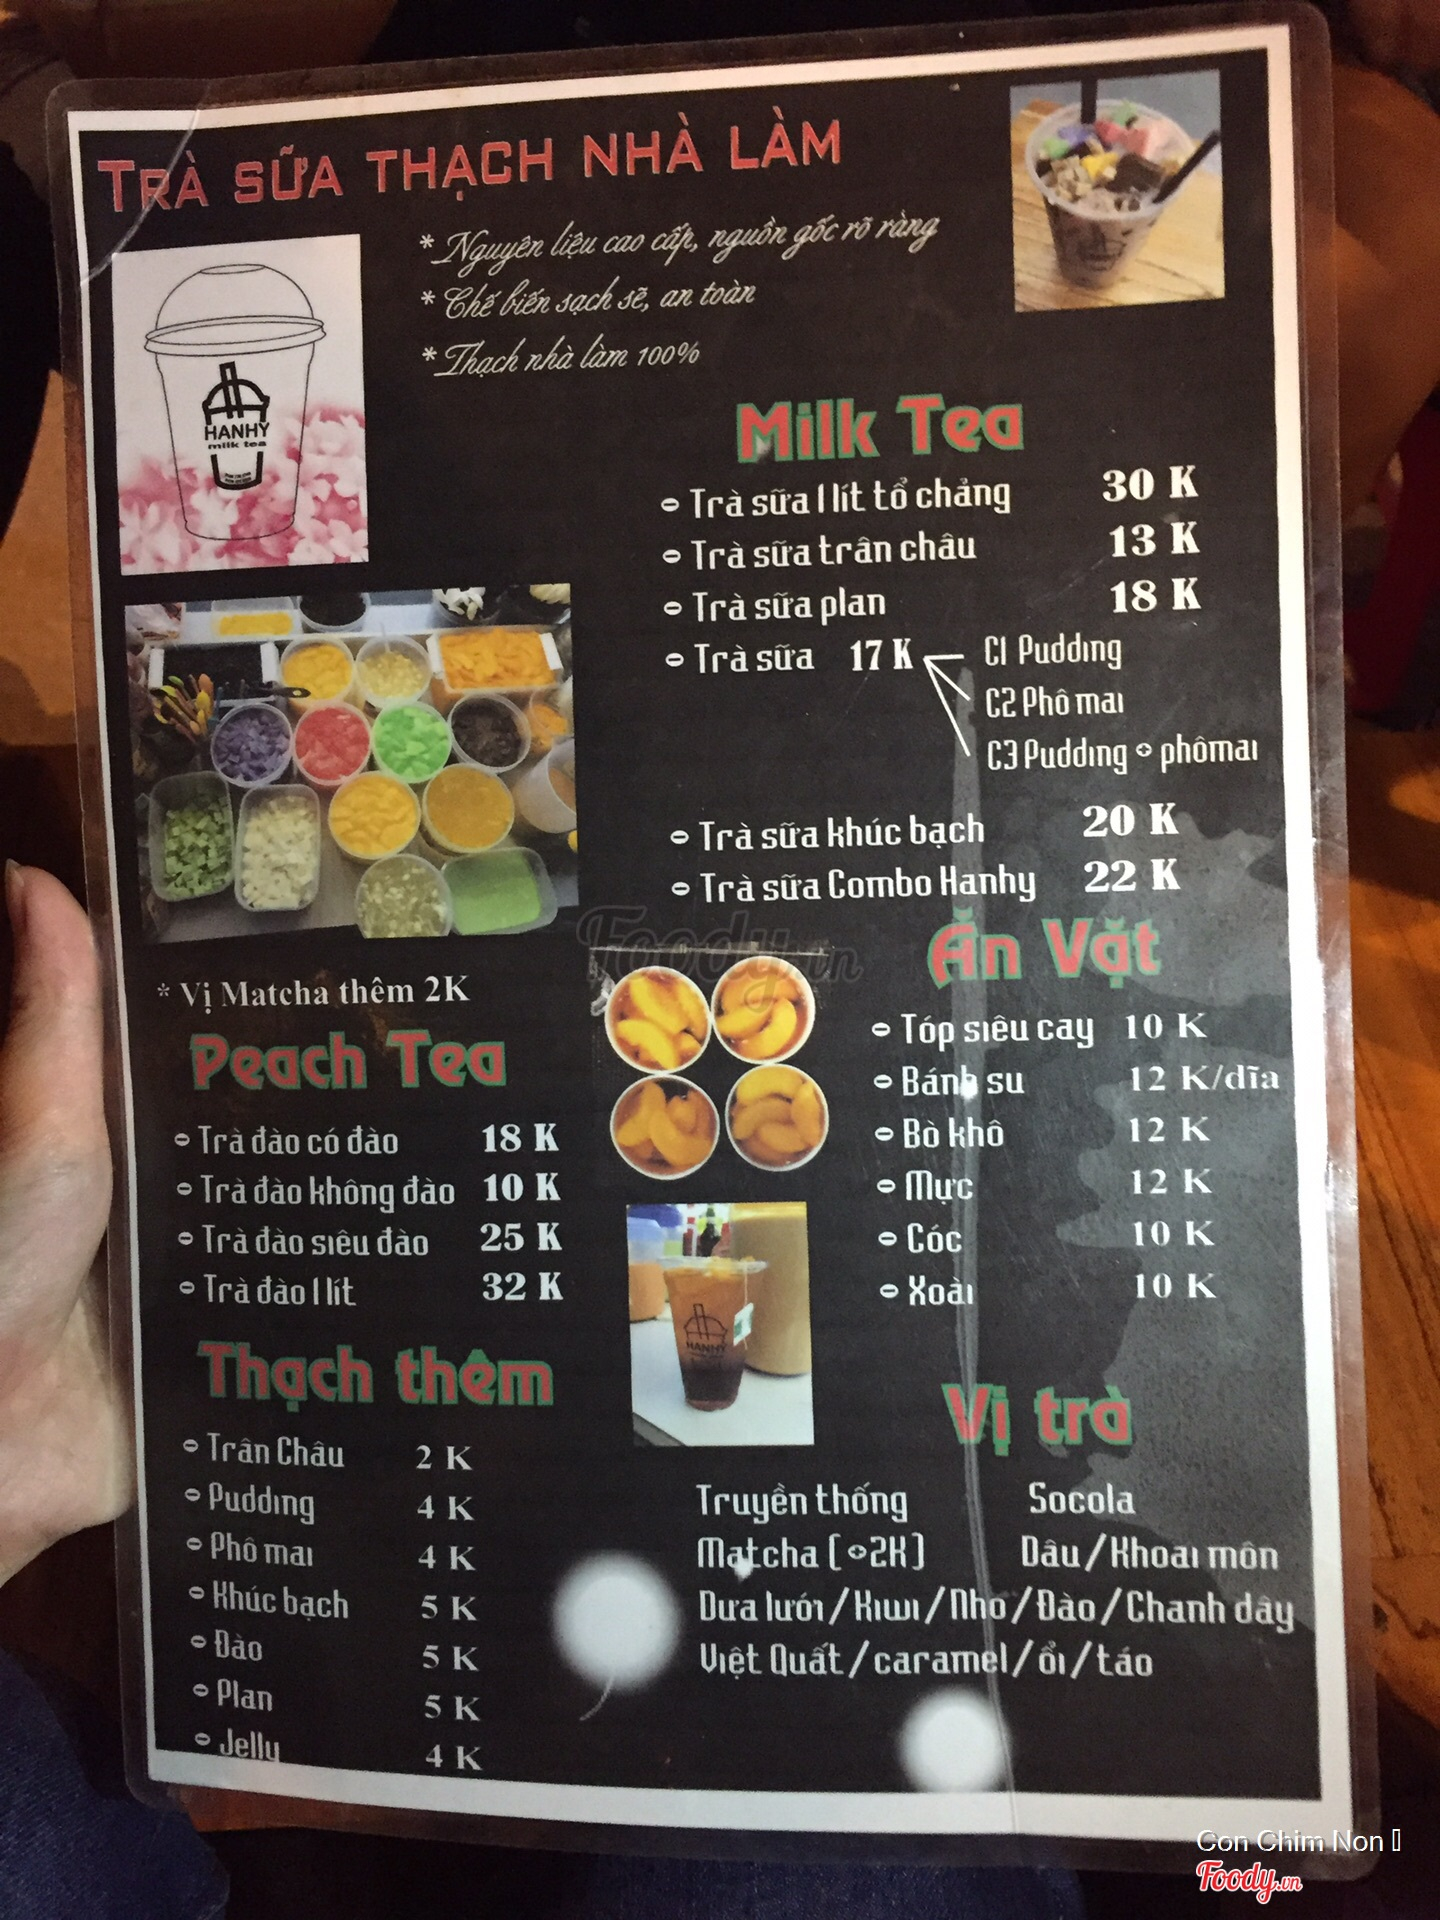 TRÀ SỮA THẠCH NHÀ LÀM
* Nguyên liệu cao cấp, nguồn gốc rõ ràng
* Chế biến sạch sẽ, an toàn
* Thạch nhà làm 100%
HANHY
milk tea
Milk Tea
- Trà sữa 1 lít tổ chảng 30 K
- Trà sữa trân châu 13 K
- Trà sữa plan 18 K
- Trà sữa 17 K C1 Pudding
C2 Phô mai
C3 Pudding + phômai
- Trà sữa khúc bạch 20 K
- Trà sữa Combo Hanhy 22 K
* Vị Matcha thêm 2K
Peach Tea
- Trà đào có đào 18 K
- Trà đào không đào 10 K
- Trà đào siêu đào 25 K
- Trà đào 1 lít 32 K
Thạch thêm
- Trân Châu 2 K
- Pudding 4 K
- Phô mai 4 K
- Khúc bạch 5 K
- Đào 5 K
- Plan 5 K
- Jelly 4 K
Foody.vn
Ăn Vặt
- Tóp siêu cay 10 K
- Bánh su 12 K/dĩa
- Bò khô 12 K
- Mực 12 K
- Cóc 10 K
- Xoài 10 K
HANHY
Vị trà
Truyền thống Socola
Matcha (+2K) Dâu/Khoai môn
Dưa lưới/Kiwi/Nho/Đào/Chanh dây
Việt Quất/caramel/ổi/táo
Con Chim Non
Foody.vn